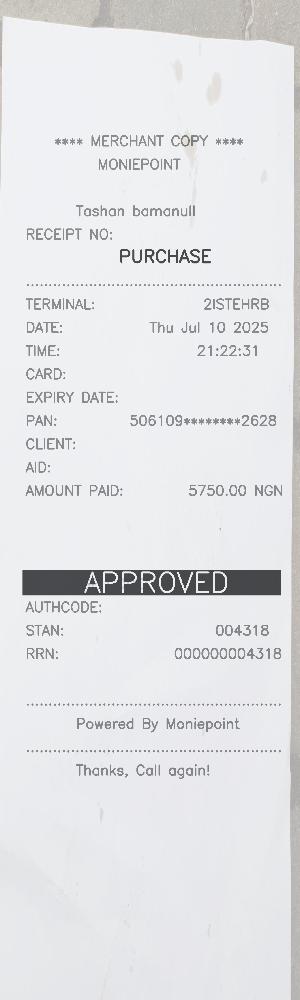 **** MERCHANT COPY ****
MONIEPOINT
Tashan bamanull
RECEIPT NO:
PURCHASE
TERMINAL: 2ISTEHRB
DATE: Thu Jul 10 2025
TIME: 21:22:31
CARD:
EXPIRY DATE:
PAN: 506109********2628
CLIENT:
AID:
AMOUNT PAID: 5750.00 NGN
APPROVED
AUTHCODE:
STAN: 004318
RRN: 000000004318
Powered By Moniepoint
Thanks, Call again!